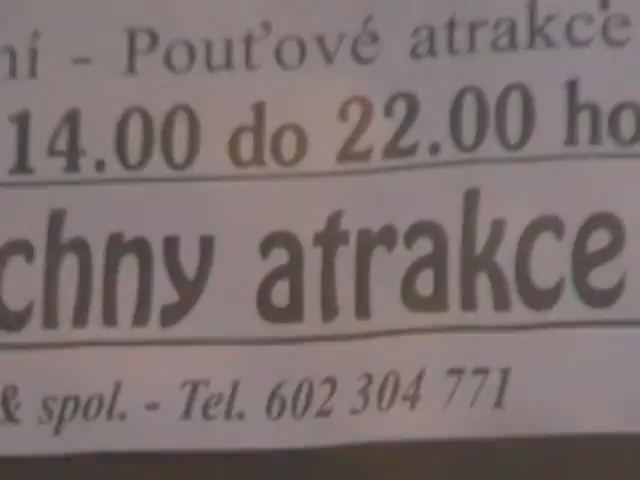 ní - Pouťové atrakce
14.00 do 22.00 ho
chny atrakce
& spol. - Tel. 602 304 771